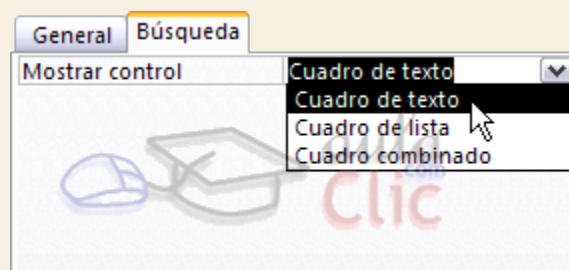 General Búsqueda
Mostrar control Cuadro de texto
Cuadro de texto
Cuadro de lista
Cuadro combinado
aula
.com
Clic